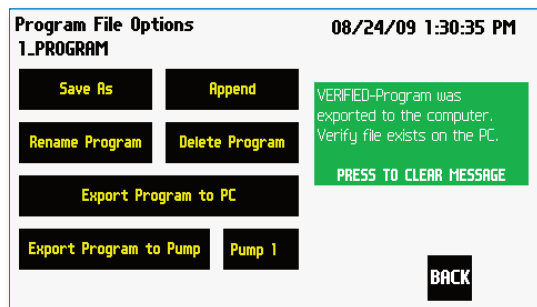 Program File Options
08/24/09 1:30:35 PM
1_PROGRAM
Save As
Append
Rename Program
Delete Program
Export Program to PC
Export Program to Pump
Pump 1
VERIFIED-Program was
exported to the computer.
Verify file exists on the PC.
PRESS TO CLEAR MESSAGE
BACK